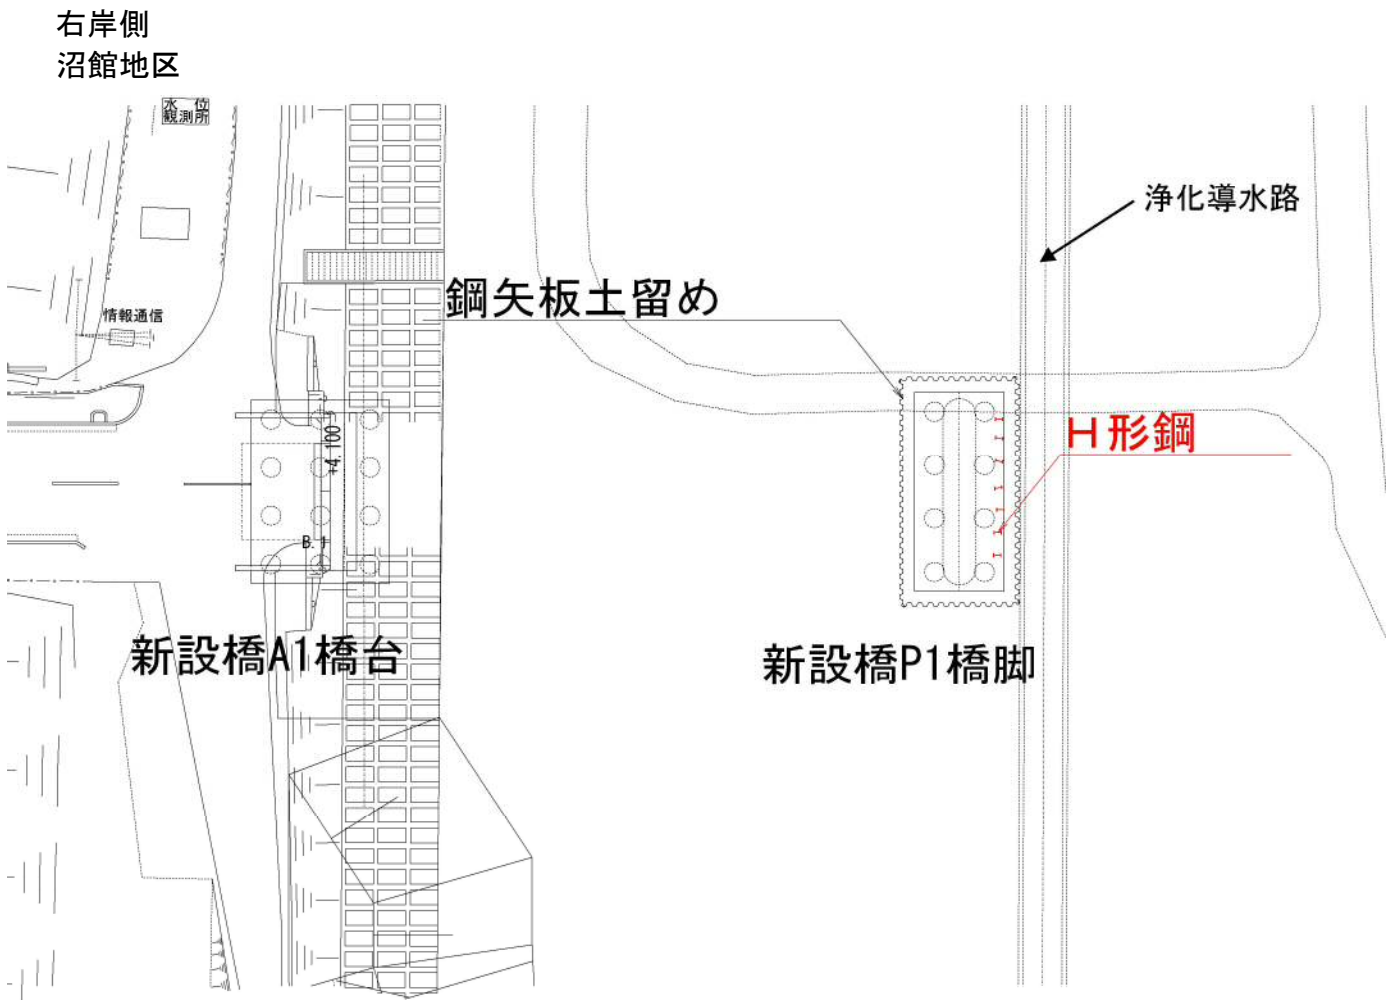 右岸側
沼館地区
水 位
観測所
浄化導水路
鋼矢板土留め
情報通信
H形鋼
+4.100
B.1
新設橋A1橋台
新設橋P1橋脚